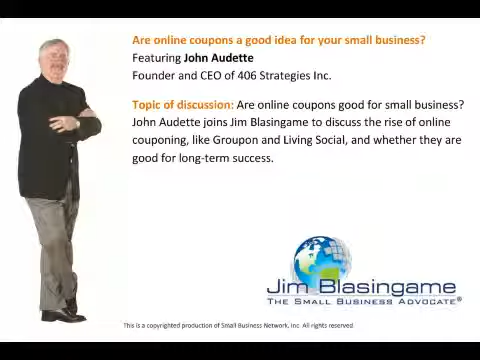 Are online coupons a good idea for your small business?
Featuring John Audette
Founder and CEO of 406 Strategies Inc.
Topic of discussion: Are online coupons good for small business?
John Audette joins Jim Blasingame to discuss the rise of online
couponing, like Groupon and Living Social, and whether they are
good for long-term success.
Jim Blasingame
The Small Business Advocate®
This is a copyrighted production of Small Business Network, Inc. All rights reserved